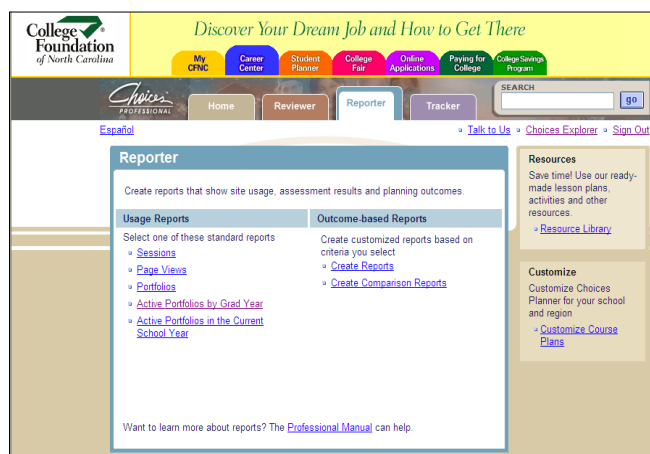 College
Foundation
of North Carolina
Discover Your Dream Job and How to Get There
My
CFNC
Career
Center
Student
Planner
College
Fair
Online
Applications
Paying for
College
College Savings
Program
Choices
PROFESSIONAL
Home
Reviewer
Reporter
Tracker
SEARCH
go
Español
Talk to Us
Choices Explorer
Sign Out
Reporter
Create reports that show site usage, assessment results and planning outcomes.
Usage Reports
Select one of these standard reports
Sessions
Page Views
Portfolios
Active Portfolios by Grad Year
Active Portfolios in the Current
School Year
Outcome-based Reports
Create customized reports based on
criteria you select
Create Reports
Create Comparison Reports
Want to learn more about reports? The Professional Manual can help.
Resources
Save time! Use our ready-
made lesson plans,
activities and other
resources.
Resource Library
Customize
Customize Choices
Planner for your school
and region
Customize Course
Plans